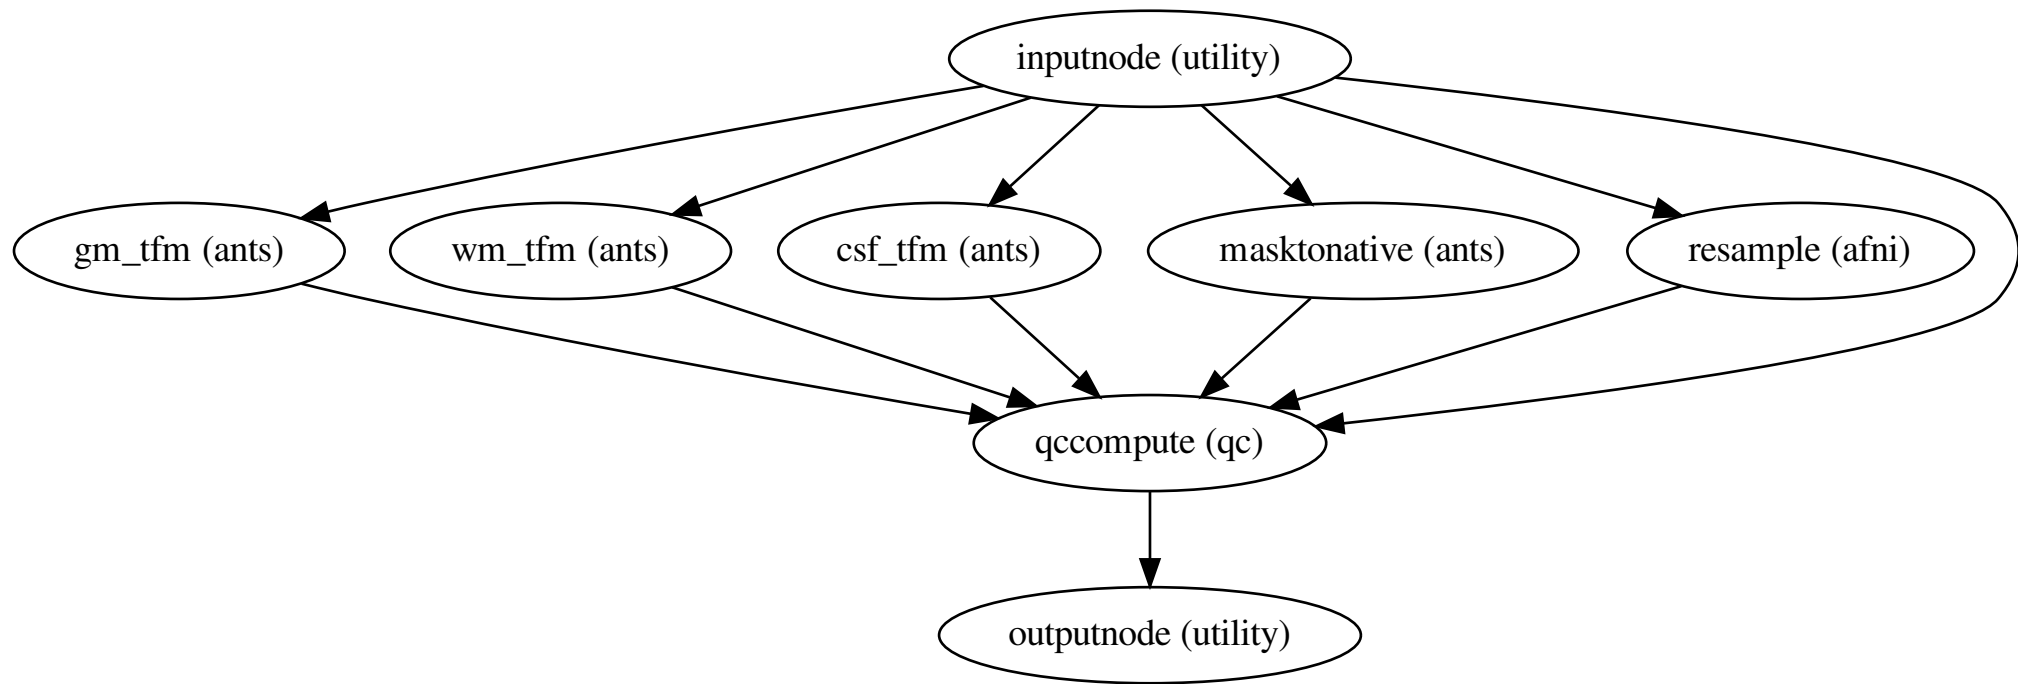 inputnode (utility)
gm_tfm (ants)
wm_tfm (ants)
csf_tfm (ants)
masktonative (ants)
resample (afni)
qccompute (qc)
outputnode (utility)